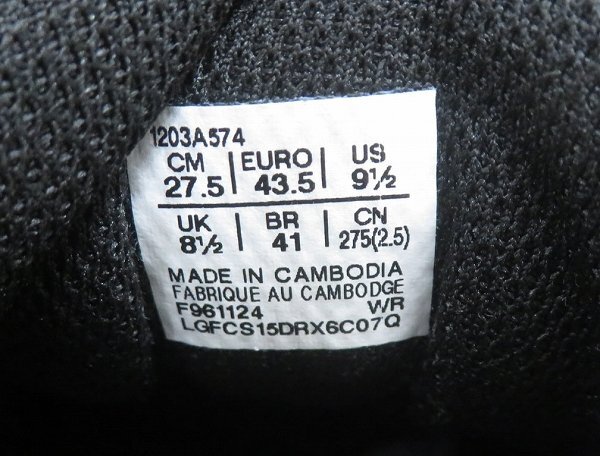 1203A574
CM | EURO | US
27.5 | 43.5 | 9½
UK | BR | CN
8½ | 41 | 275(2.5)
MADE IN CAMBODIA
FABRIQUE AU CAMBODGE
F961124 WR
LGFCS15DRX6C07Q